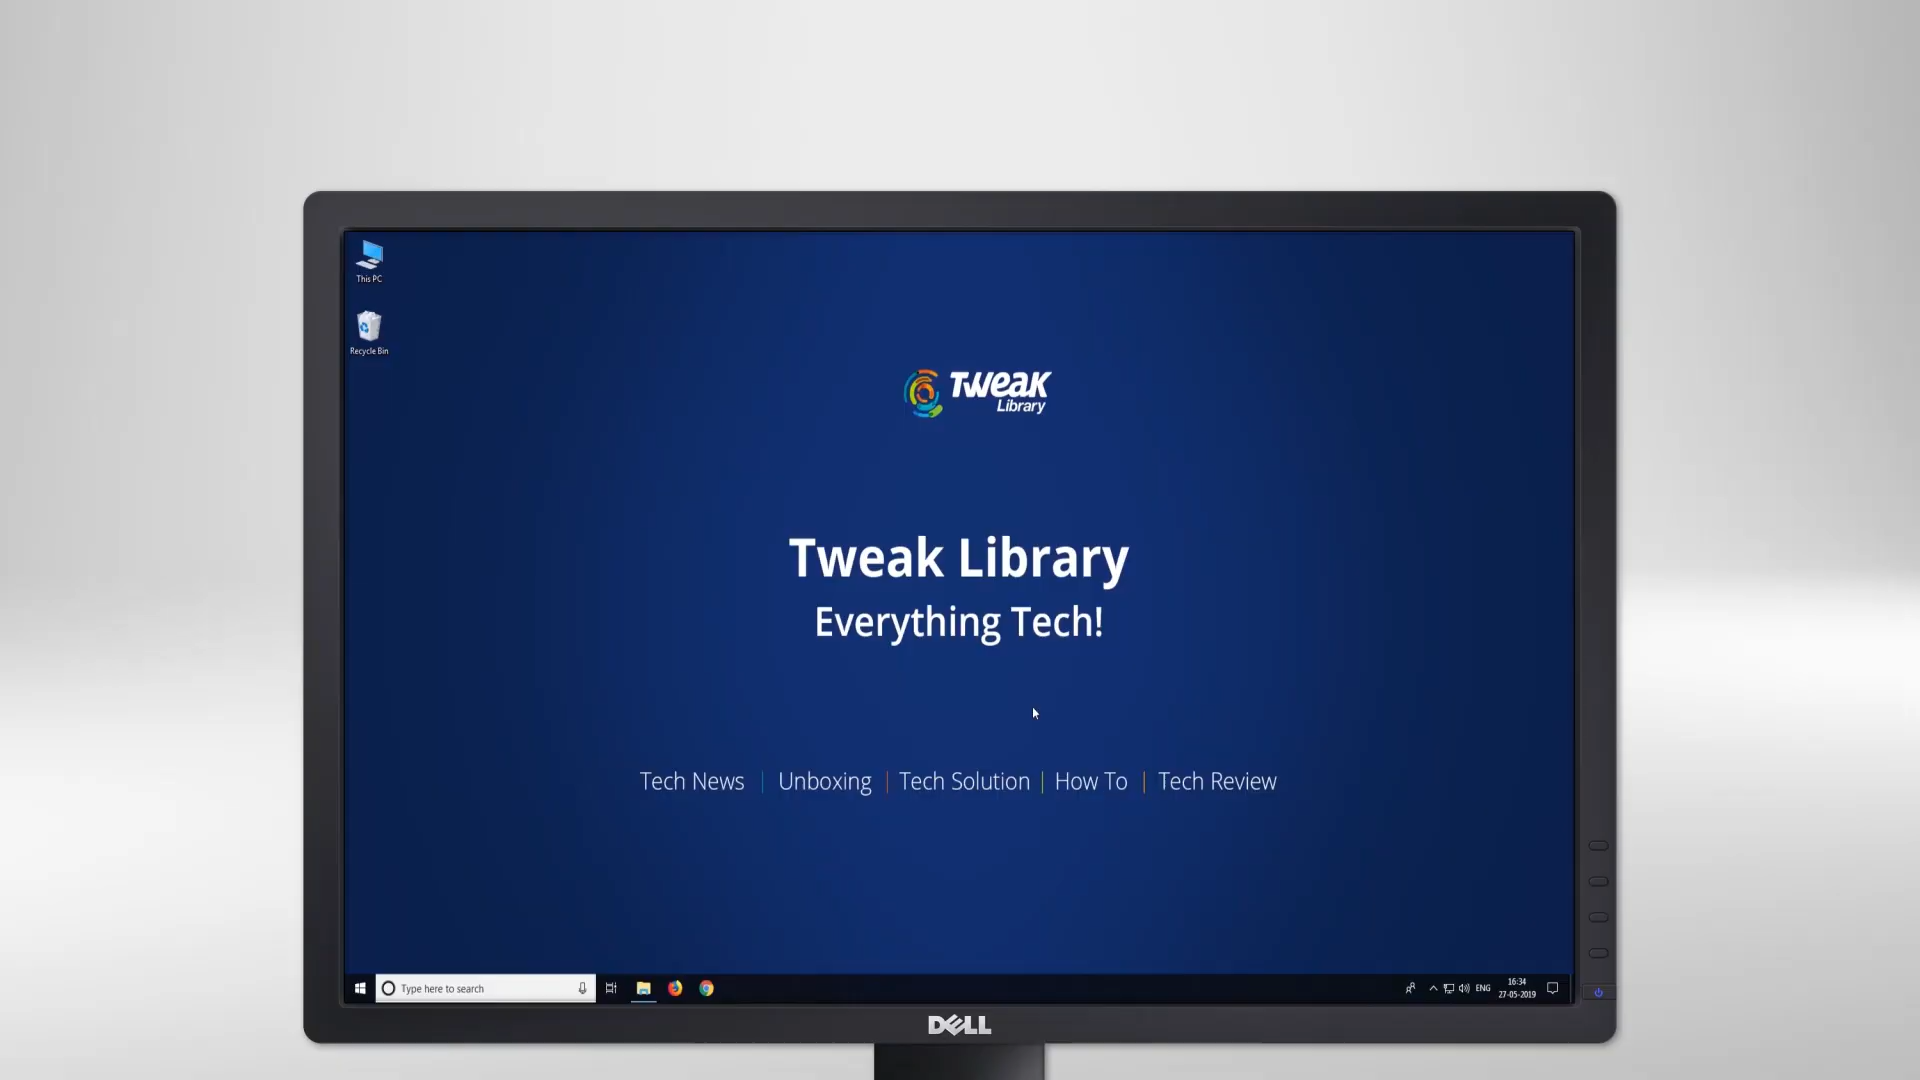 This PC
Recycle Bin
Tweak
Library
Tweak Library
Everything Tech!
Tech News | Unboxing | Tech Solution | How To | Tech Review
Type here to search
ENG
16:34
27-05-2019
DELL